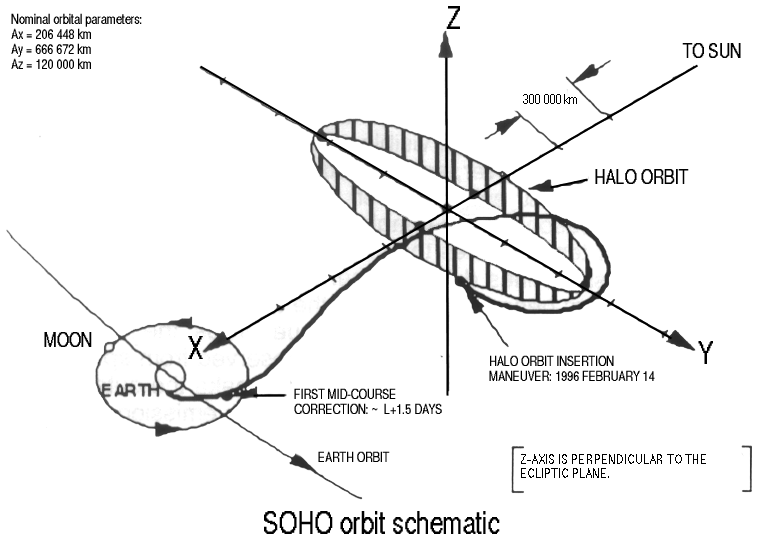 Nominal orbital parameters:
Ax = 206 448 km
Ay = 666 672 km
Az = 120 000 km
Z
TO SUN
300 000 km
HALO ORBIT
MOON
X
Y
EARTH
HALO ORBIT INSERTION
MANEUVER: 1996 FEBRUARY 14
FIRST MID-COURSE
CORRECTION: ~ L+1.5 DAYS
EARTH ORBIT
Z-AXIS IS PERPENDICULAR TO THE
ECLIPTIC PLANE.
SOHO orbit schematic